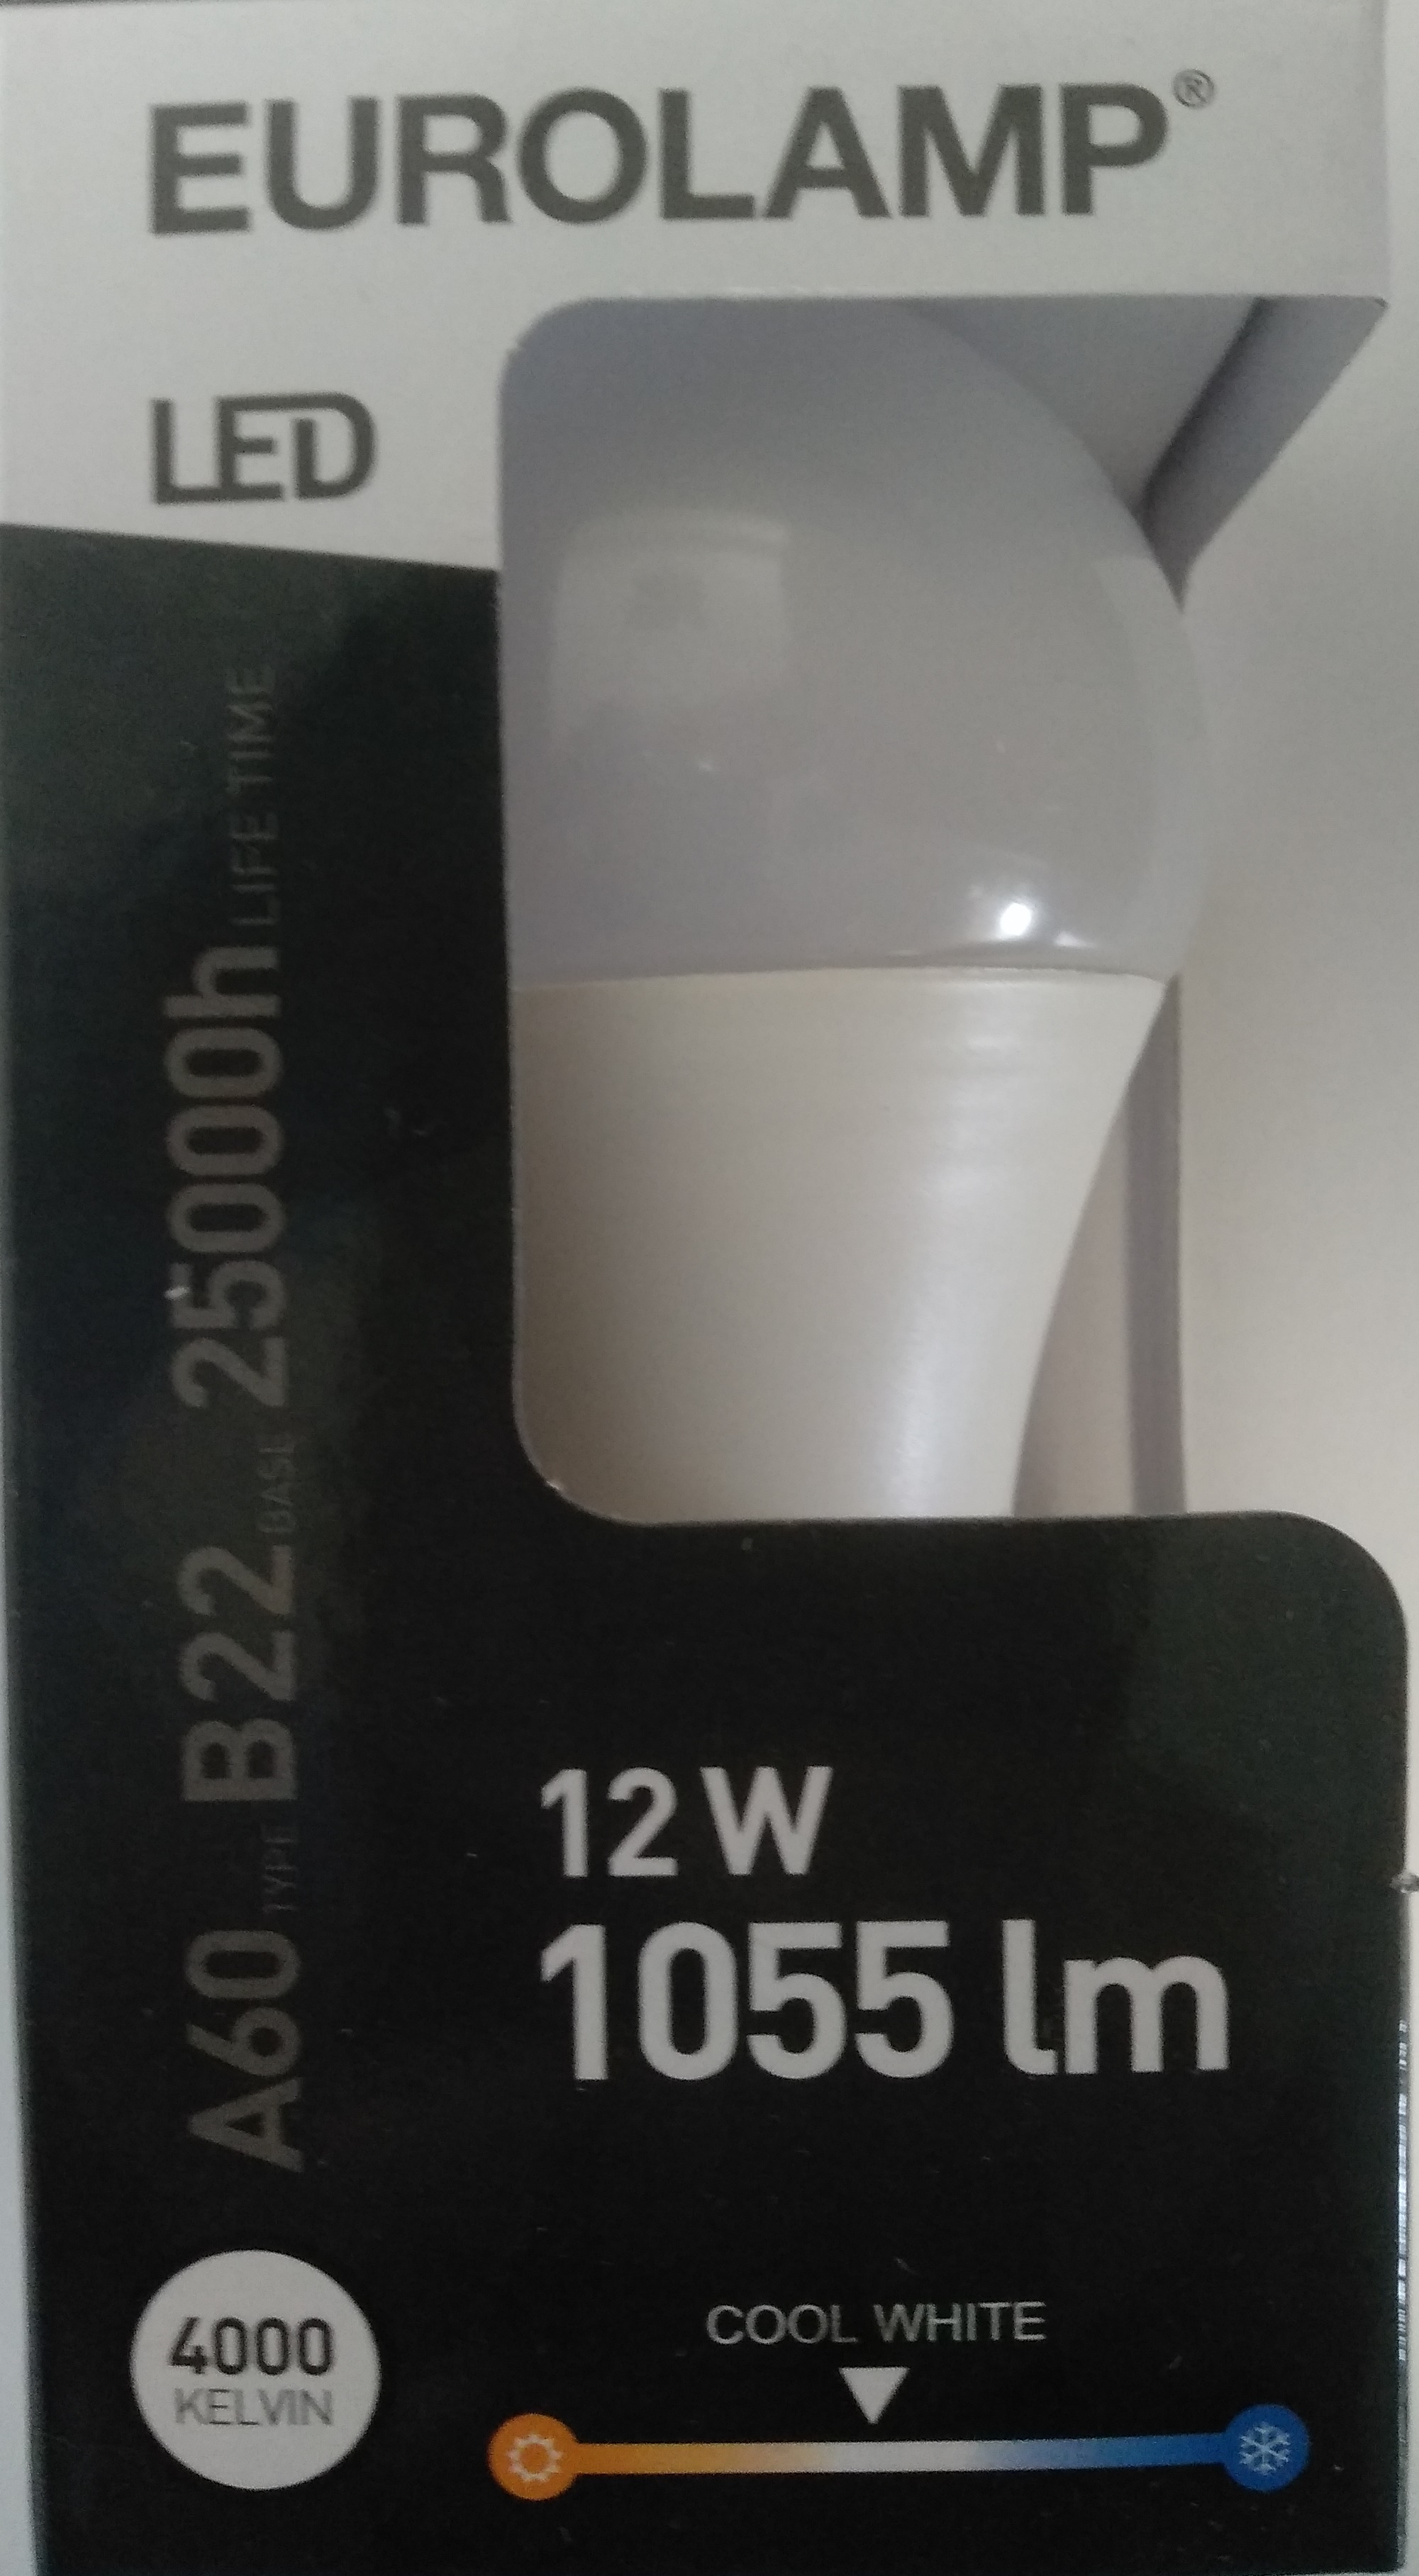 EUROLAMP®
LED
A60 TYPE B22 BASE 25000h LIFE TIME
12 W
1055 lm
4000
KELVIN
COOL WHITE